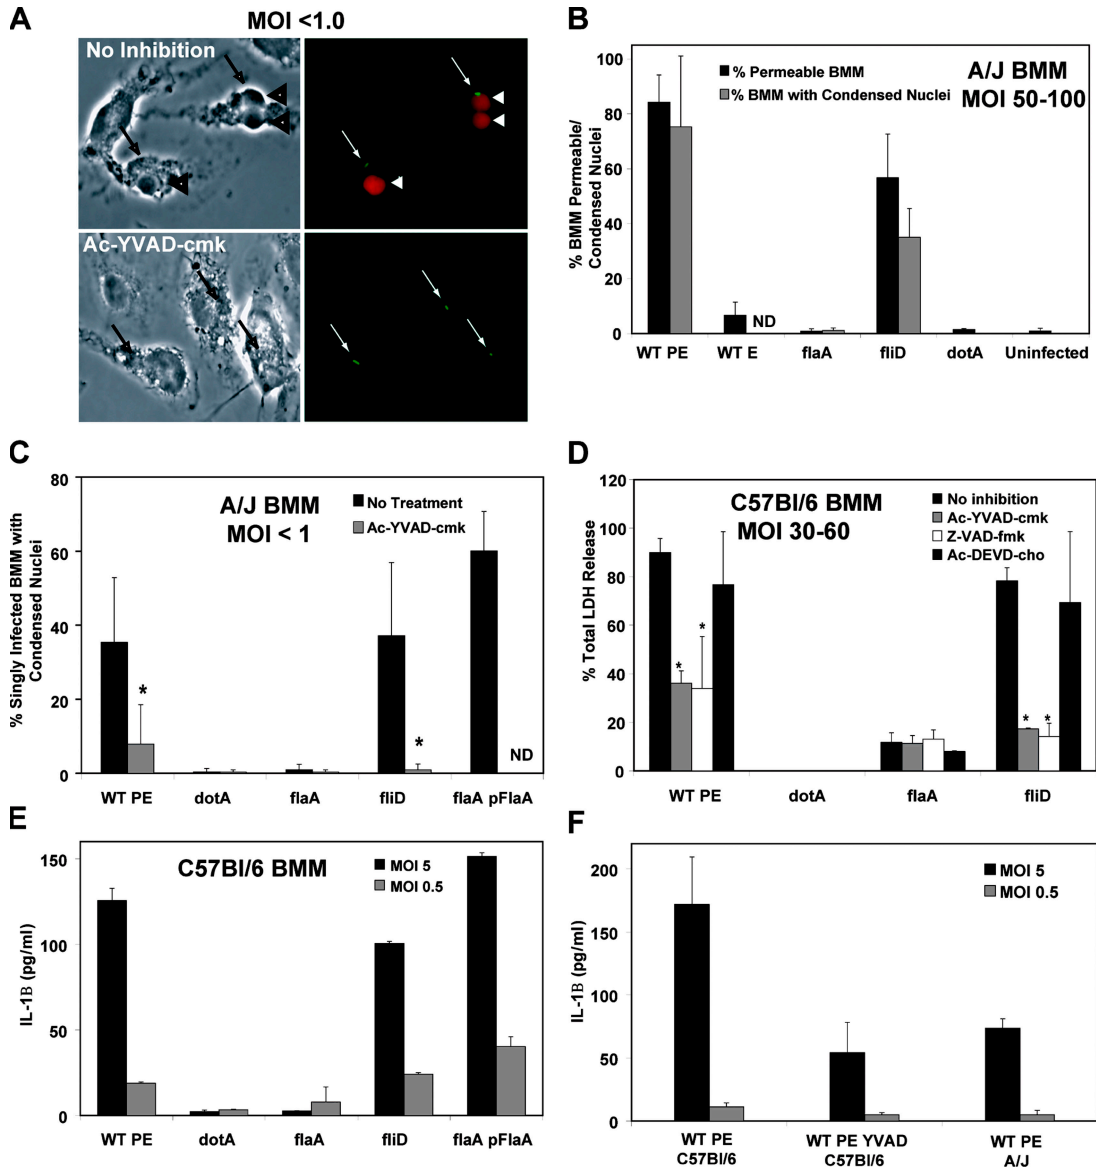 A
MOI <1.0
No Inhibition
Ac-YVAD-cmk
B
% BMM Permeable/
Condensed Nuclei
100
80
60
40
20
0
% Permeable BMM
% BMM with Condensed Nuclei
A/J BMM
MOI 50-100
ND
WT PE
WT E
flaA
fliD
dotA
Uninfected
C
% Singly Infected BMM with
Condensed Nuclei
80
60
40
20
0
A/J BMM
MOI < 1
No Treatment
Ac-YVAD-cmk
*
*
ND
WT PE
dotA
flaA
fliD
flaA pFlaA
D
% Total LDH Release
120
100
80
60
40
20
0
C57Bl/6 BMM
MOI 30-60
No inhibition
Ac-YVAD-cmk
Z-VAD-fmk
Ac-DEVD-cho
* *
* *
WT PE
dotA
flaA
fliD
E
IL-1B (pg/ml)
150
100
50
0
C57Bl/6 BMM
MOI 5
MOI 0.5
WT PE
dotA
flaA
fliD
flaA pFlaA
F
IL-1B (pg/ml)
200
150
100
50
0
MOI 5
MOI 0.5
WT PE
C57Bl/6
WT PE YVAD
C57Bl/6
WT PE
A/J